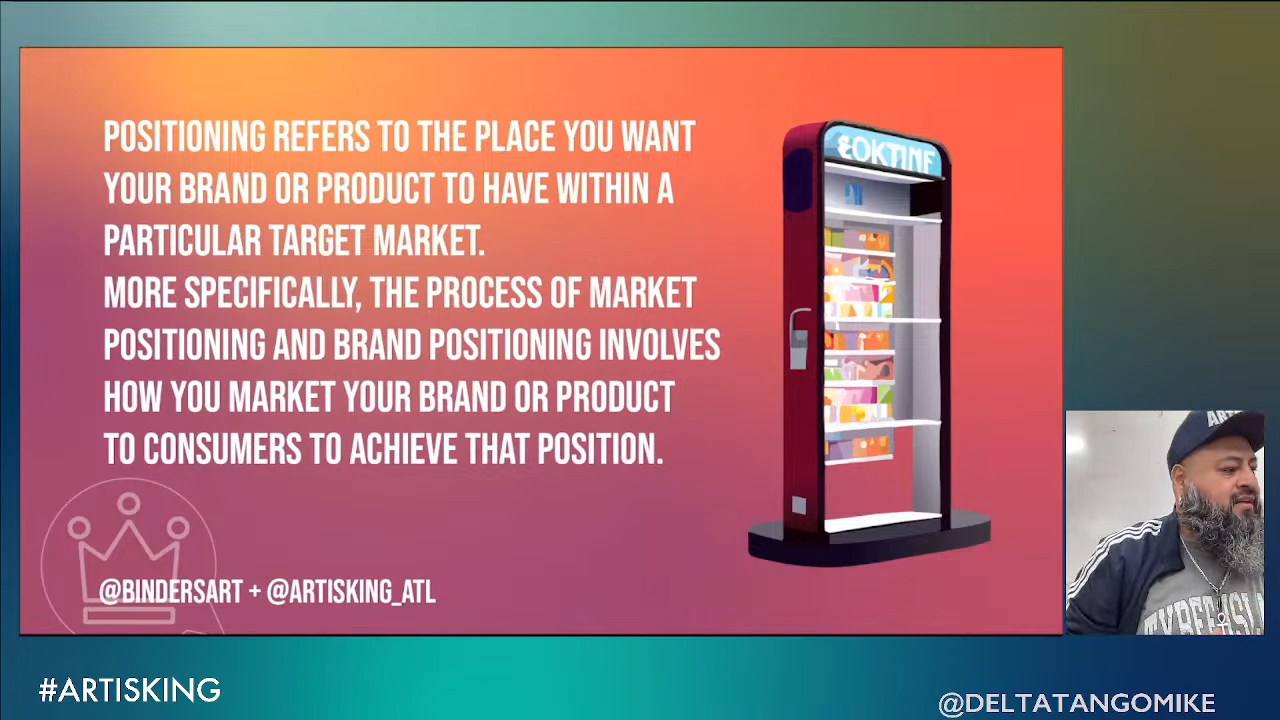 POSITIONING REFERS TO THE PLACE YOU WANT
YOUR BRAND OR PRODUCT TO HAVE WITHIN A
PARTICULAR TARGET MARKET.
MORE SPECIFICALLY, THE PROCESS OF MARKET
POSITIONING AND BRAND POSITIONING INVOLVES
HOW YOU MARKET YOUR BRAND OR PRODUCT
TO CONSUMERS TO ACHIEVE THAT POSITION.
@BINDERSART + @ARTISKING_ATL
#ARTISKING
@DELTATANGOMIKE